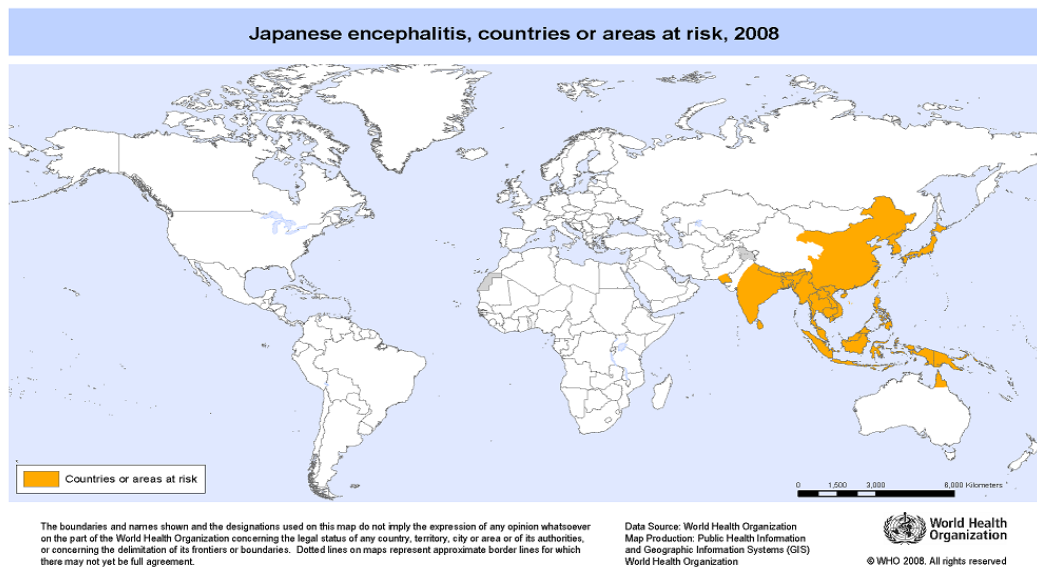 Japanese encephalitis, countries or areas at risk, 2008
Countries or areas at risk
0 1,500 3,000 6,000 Kilometers
The boundaries and names shown and the designations used on this map do not imply the expression of any opinion whatsoever
on the part of the World Health Organization concerning the legal status of any country, territory, city or area or of its authorities,
or concerning the delimitation of its frontiers or boundaries. Dotted lines on maps represent approximate border lines for which
there may not yet be full agreement.
Data Source: World Health Organization
Map Production: Public Health Information
and Geographic Information Systems (GIS)
World Health Organization
World Health
Organization
© WHO 2008. All rights reserved